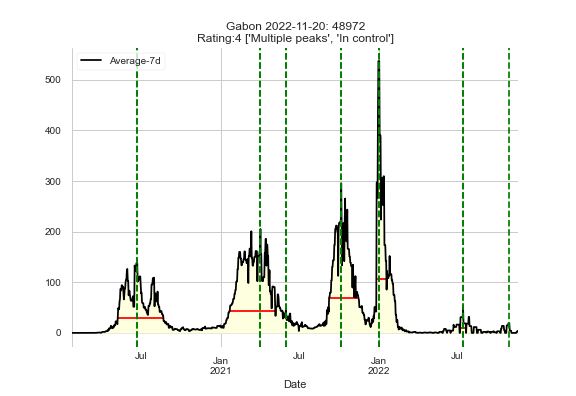 Gabon 2022-11-20: 48972
Rating:4 ['Multiple peaks', 'In control']
Average-7d
500
400
300
200
100
0
Jul
Jan
2021
Jul
Jan
2022
Jul
Date